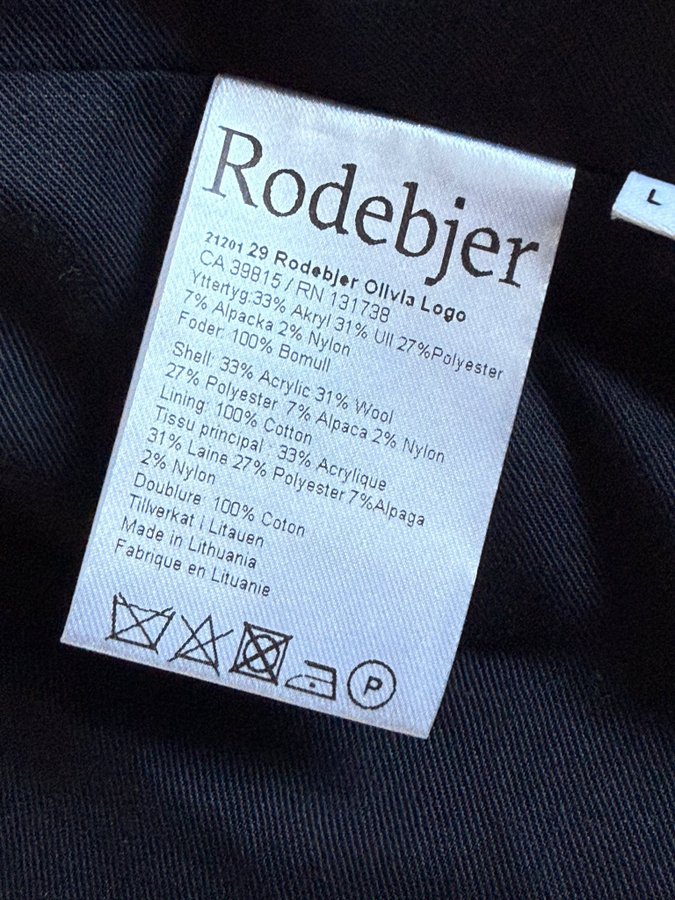 Rodebjer
21201 29 Rodebjer Olivia Logo
CA 39815 / RN 131738
Yttertyg:33% Akryl 31% Ull 27%Polyester
7% Alpacka 2% Nylon
Foder: 100% Bomull
Shell: 33% Acrylic 31% Wool
27% Polyester 7% Alpaca 2% Nylon
Lining: 100% Cotton
Tissu principal : 33% Acrylique
31% Laine 27% Polyester 7%Alpaga
2% Nylon
Doublure: 100% Coton
Tillverkat i Litauen
Made in Lithuania
Fabrique en Lituanie
P
L